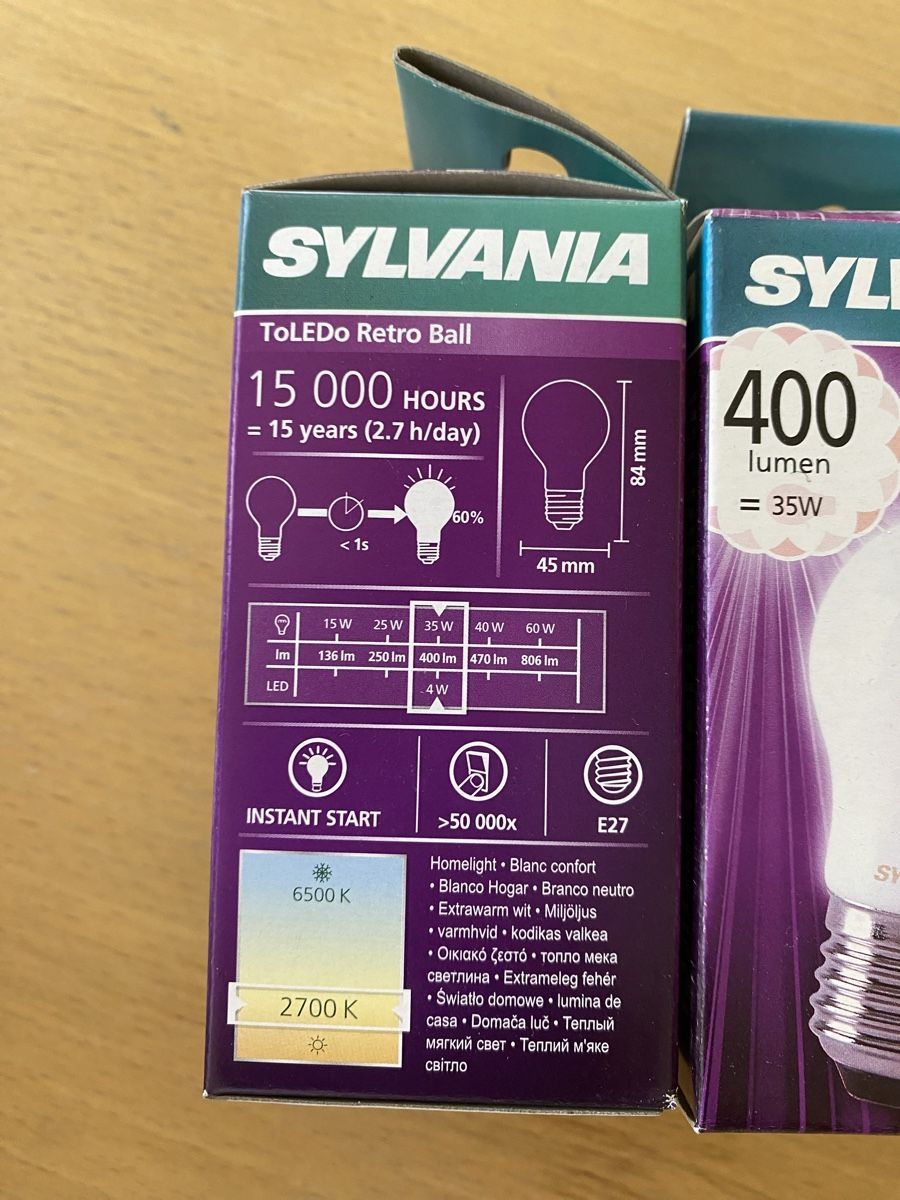 SYLVANIA
ToLEDo Retro Ball
15 000 HOURS
= 15 years (2.7 h/day)
84 mm
60%
< 1s
45 mm
15 W 25 W 35 W 40 W 60 W
lm 136 lm 250 lm 400 lm 470 lm 806 lm
LED 4 W
INSTANT START
>50 000x
E27
6500 K
2700 K
Homelight • Blanc confort
• Blanco Hogar • Branco neutro
• Extrawarm wit • Miljöljus
• varmhvid • kodikas valkea
• Οικιακό ζεστό • топло мека
светлина • Extrameleg fehér
• Światło domowe • lumina de
casa • Domača luč • Теплый
мягкий свет • Теплий м'яке
світло
SYLV
400
lumen
= 35W
SY